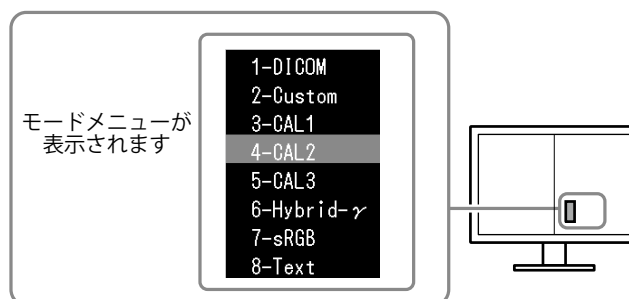 モードメニューが
表示されます
1-DICOM
2-Custom
3-CAL1
4-CAL2
5-CAL3
6-Hybrid-γ
7-sRGB
8-Text